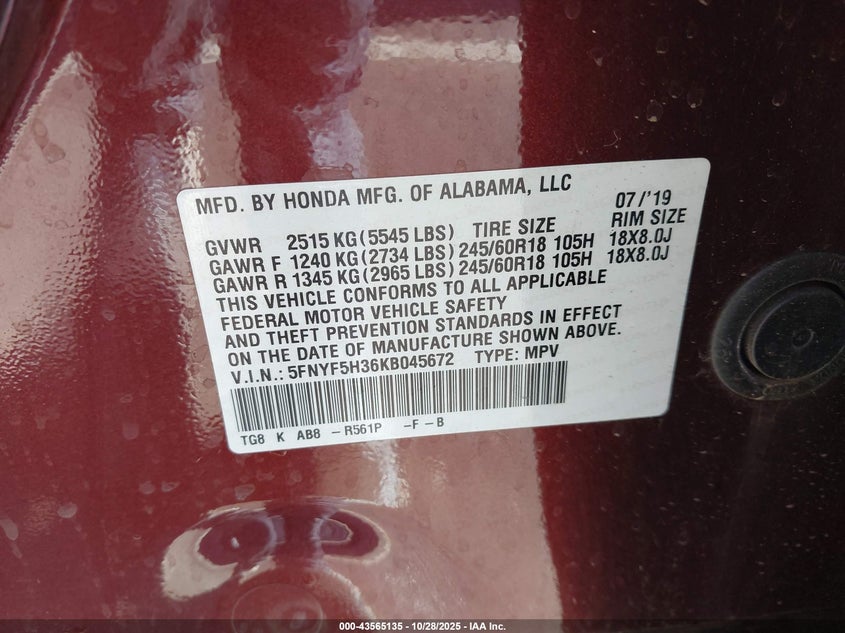 MFD. BY HONDA MFG. OF ALABAMA, LLC 07/'19
GVWR 2515 KG (5545 LBS) TIRE SIZE RIM SIZE
GAWR F 1240 KG (2734 LBS) 245/60R18 105H 18X8.0J
GAWR R 1345 KG (2965 LBS) 245/60R18 105H 18X8.0J
THIS VEHICLE CONFORMS TO ALL APPLICABLE
FEDERAL MOTOR VEHICLE SAFETY
AND THEFT PREVENTION STANDARDS IN EFFECT
ON THE DATE OF MANUFACTURE SHOWN ABOVE.
V.I.N.: 5FNYF5H36KB045672 TYPE: MPV
TG8 K AB8 -R561P -F-B
000-43565135 - 10/28/2025 - IAA Inc.